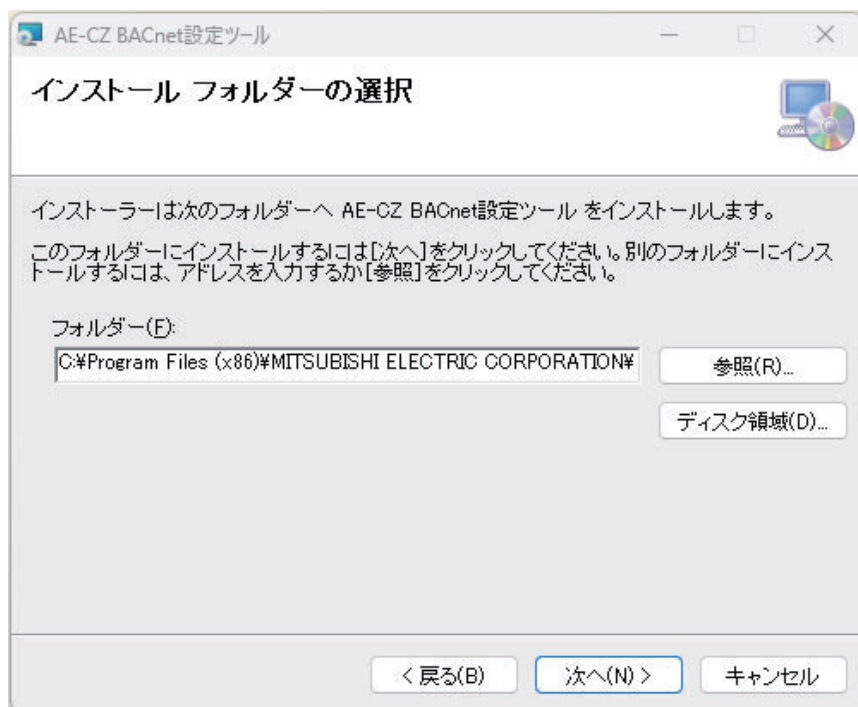 AE-CZ BACnet設定ツール
インストール フォルダーの選択
インストーラーは次のフォルダーへ AE-CZ BACnet設定ツール をインストールします。
このフォルダーにインストールするには[次へ]をクリックしてください。別のフォルダーにインス
トールするには、アドレスを入力するか[参照]をクリックしてください。
フォルダー(F):
C:¥Program Files (x86)¥MITSUBISHI ELECTRIC CORPORATION¥
参照(R)...
ディスク領域(D)...
< 戻る(B)
次へ(N) >
キャンセル